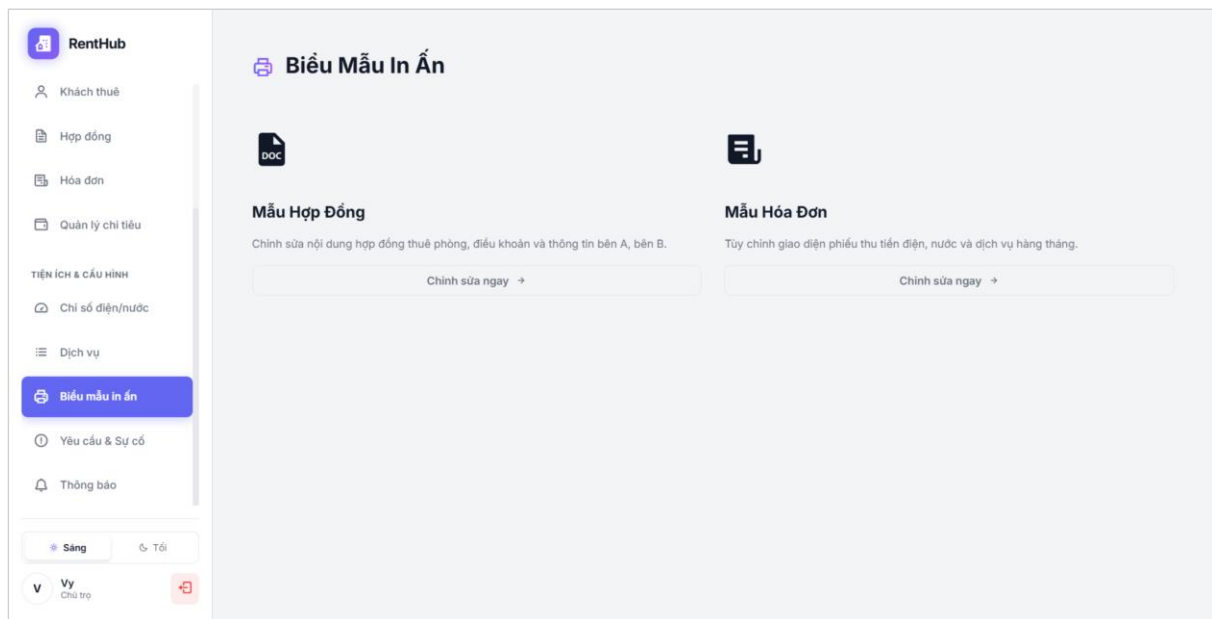 RentHub
Khách thuê
Hợp đồng
Hóa đơn
Quản lý chi tiêu
TIỆN ÍCH & CẤU HÌNH
Chỉ số điện/nước
Dịch vụ
Biểu mẫu in ấn
Yêu cầu & Sự cố
Thông báo
Sáng
Tối
V
Vy
Chủ trọ
Biểu Mẫu In Ấn
DOC
Mẫu Hợp Đồng
Chỉnh sửa nội dung hợp đồng thuê phòng, điều khoản và thông tin bên A, bên B.
Chỉnh sửa ngay →
Mẫu Hóa Đơn
Tùy chỉnh giao diện phiếu thu tiền điện, nước và dịch vụ hàng tháng.
Chỉnh sửa ngay →